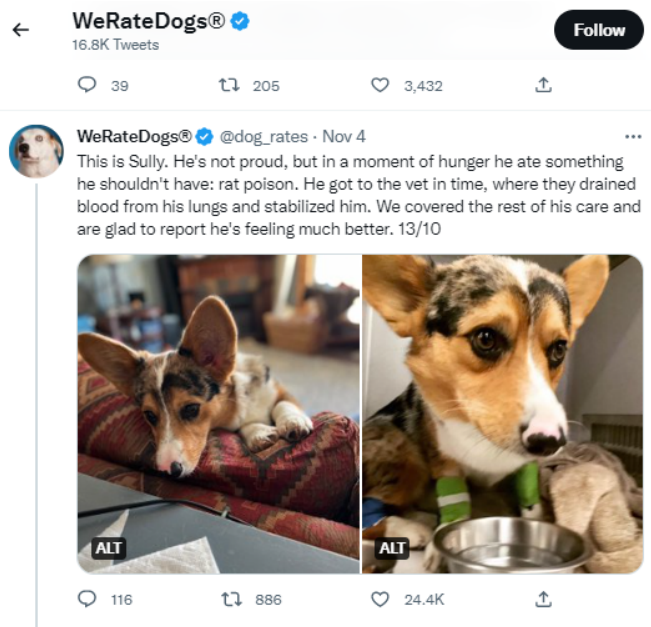 WeRateDogs®
16.8K Tweets
Follow
39 205 3,432
WeRateDogs® @dog_rates · Nov 4
This is Sully. He's not proud, but in a moment of hunger he ate something
he shouldn't have: rat poison. He got to the vet in time, where they drained
blood from his lungs and stabilized him. We covered the rest of his care and
are glad to report he's feeling much better. 13/10
ALT ALT
116 886 24.4K